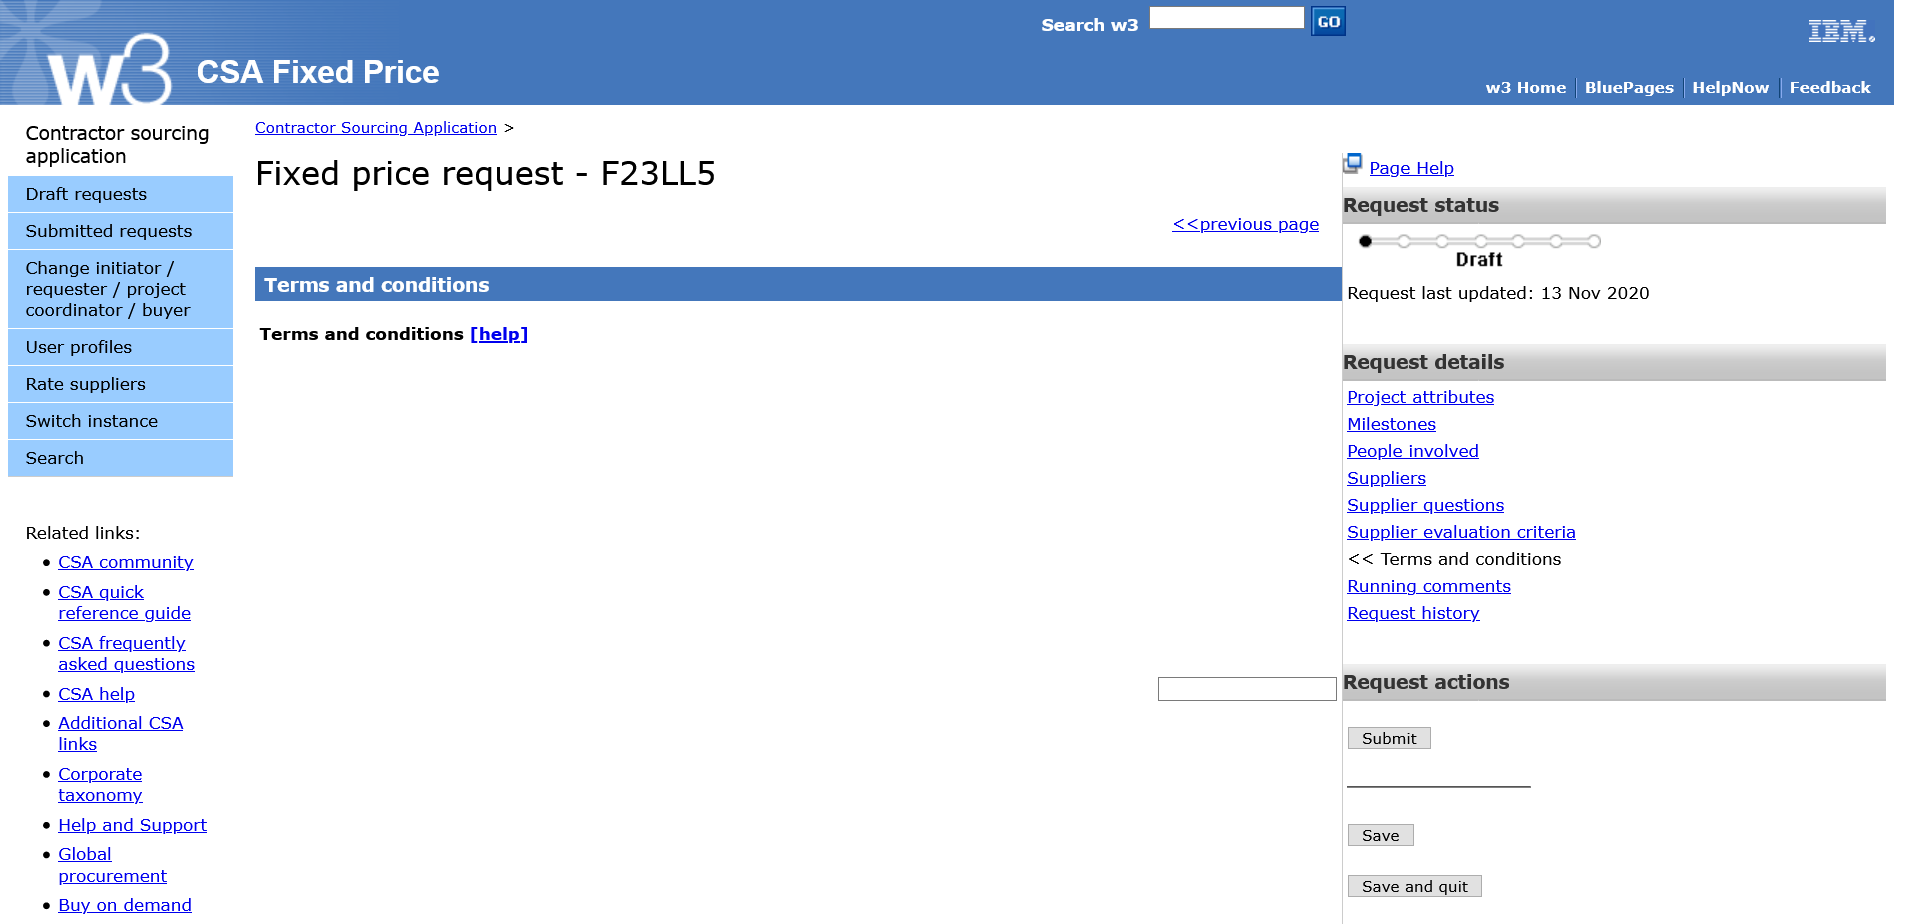 Search w3
GO
IBM.
w3
CSA Fixed Price
w3 Home
BluePages
HelpNow
Feedback
Contractor sourcing
application
Draft requests
Submitted requests
Change initiator /
requester / project
coordinator / buyer
User profiles
Rate suppliers
Switch instance
Search
Related links:
CSA community
CSA quick
reference guide
CSA frequently
asked questions
CSA help
Additional CSA
links
Corporate
taxonomy
Help and Support
Global
procurement
Buy on demand
Contractor Sourcing Application >
Fixed price request - F23LL5
<<previous page
Terms and conditions
Terms and conditions [help]
Page Help
Request status
Draft
Request last updated: 13 Nov 2020
Request details
Project attributes
Milestones
People involved
Suppliers
Supplier questions
Supplier evaluation criteria
<< Terms and conditions
Running comments
Request history
Request actions
Submit
Save
Save and quit